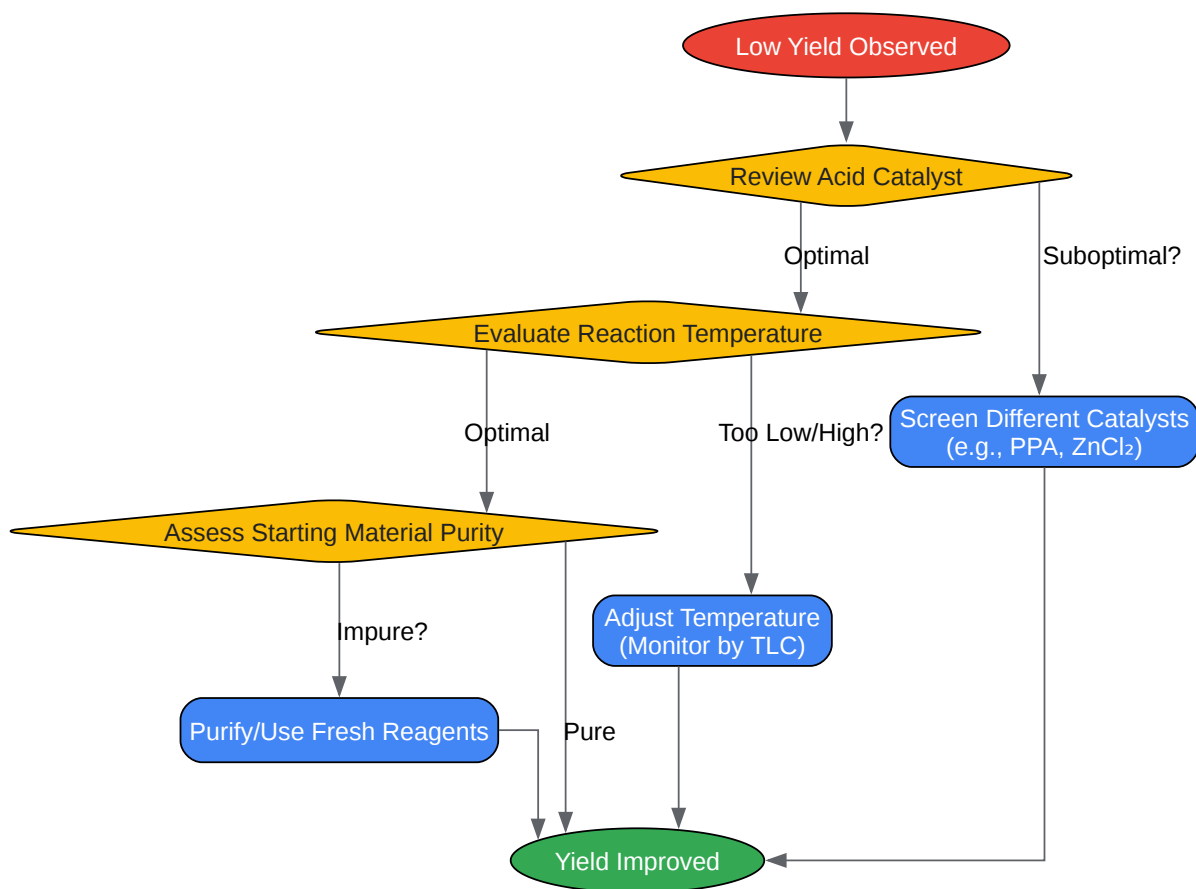 Low Yield Observed
Review Acid Catalyst
Optimal
Suboptimal?
Evaluate Reaction Temperature
Optimal
Too Low/High?
Screen Different Catalysts
(e.g., PPA, ZnCl₂)
Assess Starting Material Purity
Impure?
Adjust Temperature
(Monitor by TLC)
Purify/Use Fresh Reagents
Pure
Yield Improved